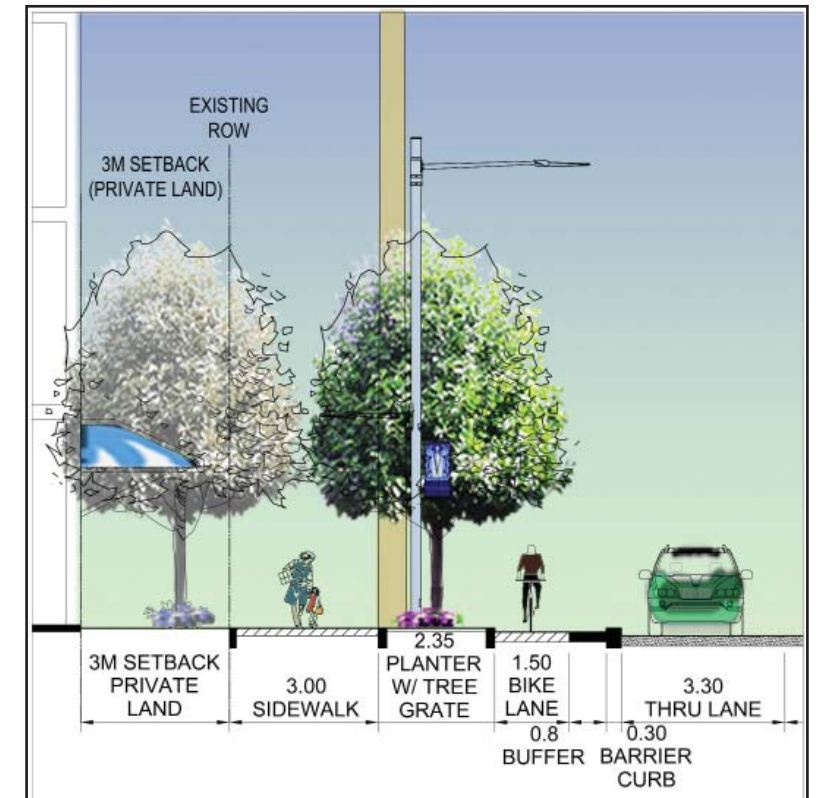 EXISTING
ROW
3M SETBACK
(PRIVATE LAND)
3M SETBACK
PRIVATE
LAND
3.00
SIDEWALK
2.35
PLANTER
W/ TREE
GRATE
1.50
BIKE
LANE
0.8
BUFFER
0.30
BARRIER
CURB
3.30
THRU LANE